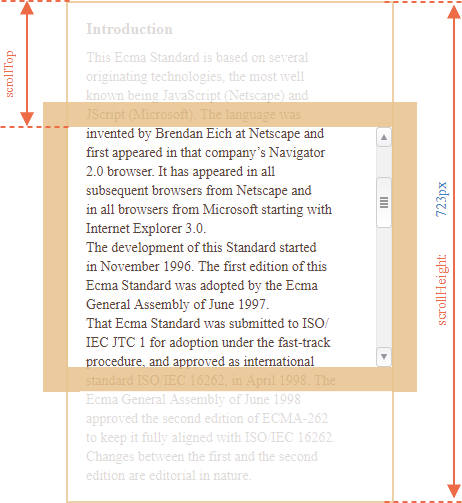 Introduction
This Ecma Standard is based on several
originating technologies, the most well
known being JavaScript (Netscape) and
JScript (Microsoft). The language was
invented by Brendan Eich at Netscape and
first appeared in that company’s Navigator
2.0 browser. It has appeared in all
subsequent browsers from Netscape and
in all browsers from Microsoft starting with
Internet Explorer 3.0.
The development of this Standard started
in November 1996. The first edition of this
Ecma Standard was adopted by the Ecma
General Assembly of June 1997.
That Ecma Standard was submitted to ISO/
IEC JTC 1 for adoption under the fast-track
procedure, and approved as international
standard ISO/IEC 16262, in April 1998. The
Ecma General Assembly of June 1998
approved the second edition of ECMA-262
to keep it fully aligned with ISO/IEC 16262.
Changes between the first and the second
edition are editorial in nature.
scrollTop
scrollHeight: 723px